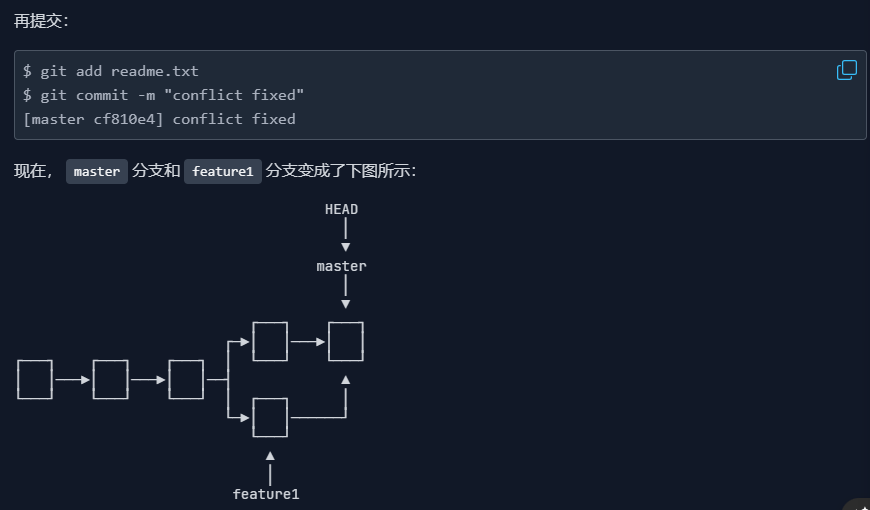 再提交：
$ git add readme.txt
$ git commit -m "conflict fixed"
[master cf810e4] conflict fixed
现在， master 分支和 feature1 分支变成了下图所示：
HEAD
master
feature1